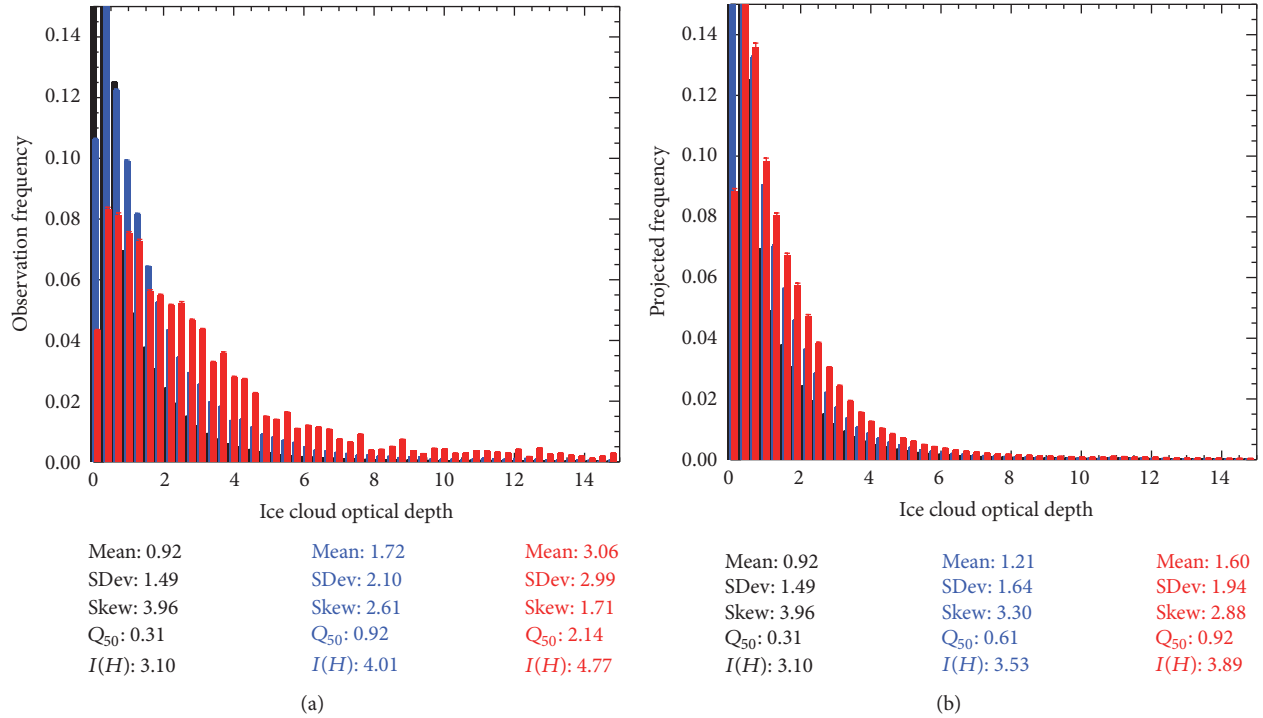 0.14
0.12
0.10
0.08
0.06
0.04
0.02
0.00
Observation frequency
0 2 4 6 8 10 12 14
Ice cloud optical depth
Mean: 0.92 Mean: 1.72 Mean: 3.06
SDev: 1.49 SDev: 2.10 SDev: 2.99
Skew: 3.96 Skew: 2.61 Skew: 1.71
Q50: 0.31 Q50: 0.92 Q50: 2.14
I(H): 3.10 I(H): 4.01 I(H): 4.77
(a)
0.14
0.12
0.10
0.08
0.06
0.04
0.02
0.00
Projected frequency
0 2 4 6 8 10 12 14
Ice cloud optical depth
Mean: 0.92 Mean: 1.21 Mean: 1.60
SDev: 1.49 SDev: 1.64 SDev: 1.94
Skew: 3.96 Skew: 3.30 Skew: 2.88
Q50: 0.31 Q50: 0.61 Q50: 0.92
I(H): 3.10 I(H): 3.53 I(H): 3.89
(b)